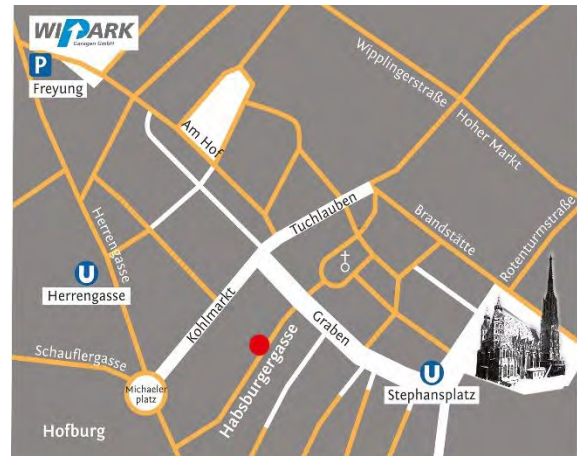 WIPARK
Garagen GmbH
P
Freyung
Wipplingerstraße
Hoher Markt
Am Hof
Tuchlauben
Brandstätte
Rotenturmstraße
Herrengasse
U
Herrengasse
Kohlmarkt
Graben
Habsburgergasse
Schauflergasse
Michaeler
platz
U
Stephansplatz
Hofburg